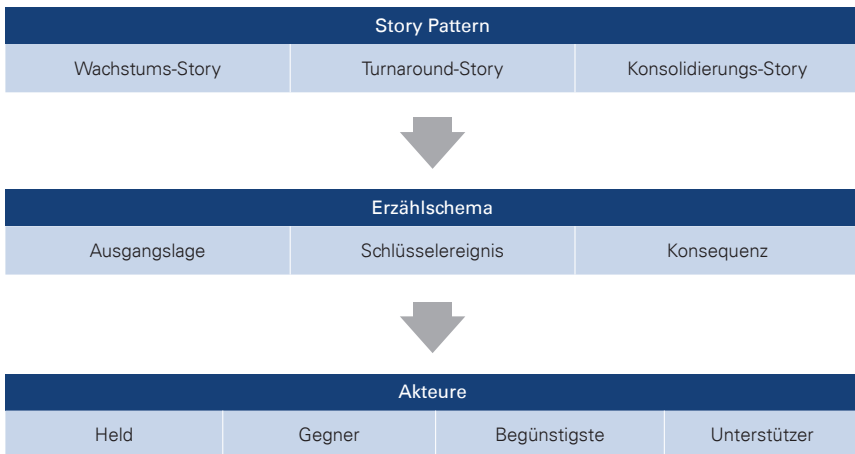 Story Pattern
Wachstums-Story Turnaround-Story Konsolidierungs-Story
Erzählschema
Ausgangslage Schlüsselereignis Konsequenz
Akteure
Held Gegner Begünstigste Unterstützer